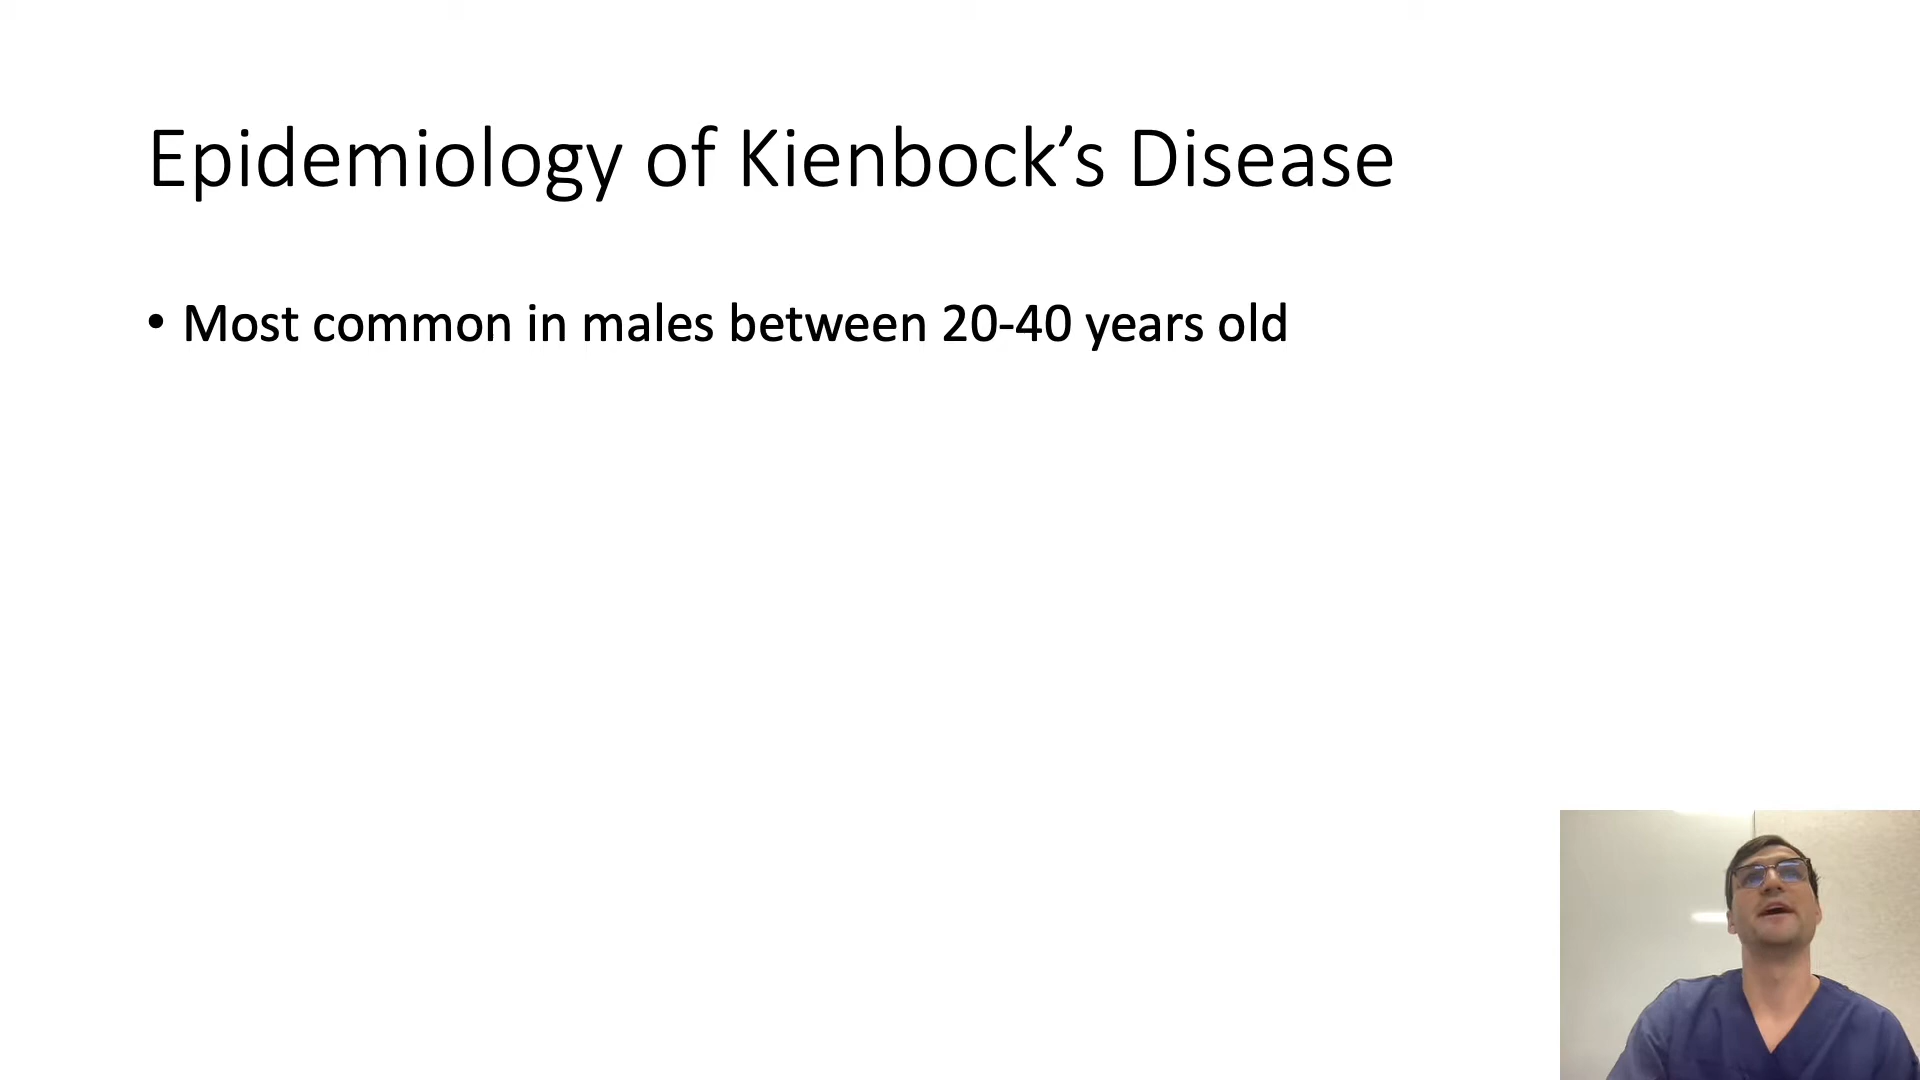 Epidemiology of Kienbock’s Disease
• Most common in males between 20-40 years old